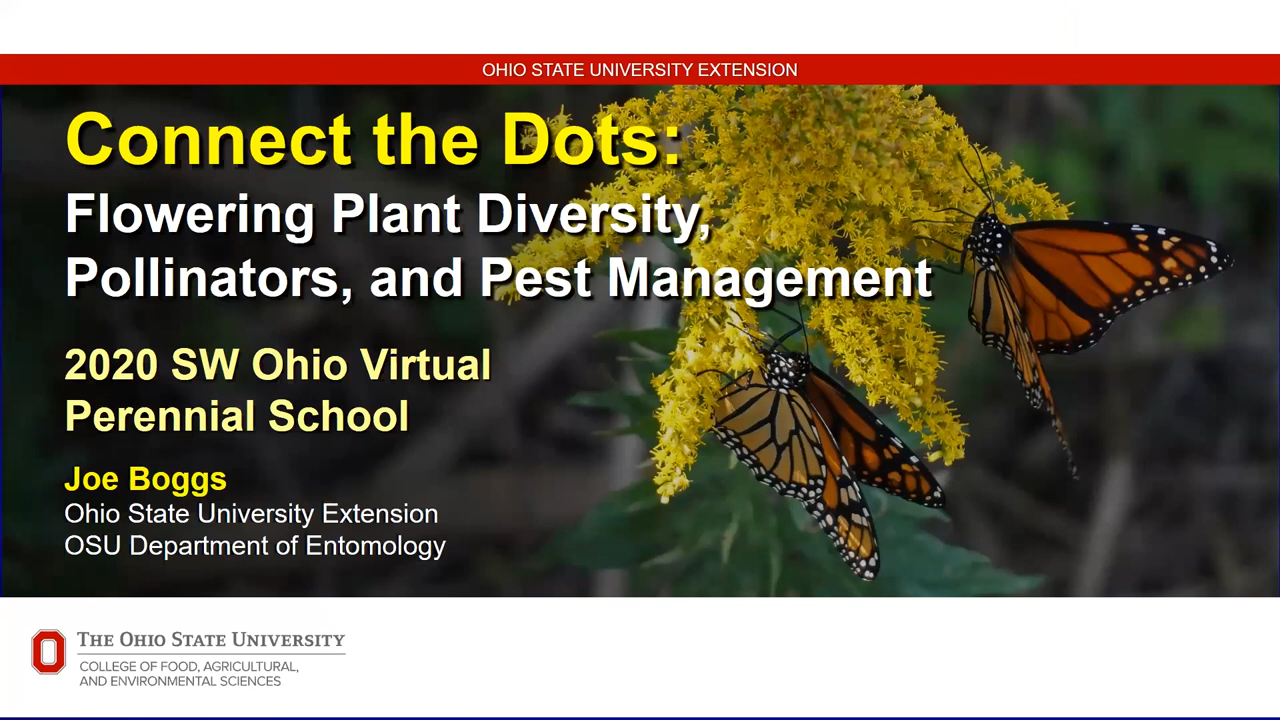 OHIO STATE UNIVERSITY EXTENSION
Connect the Dots:
Flowering Plant Diversity,
Pollinators, and Pest Management
2020 SW Ohio Virtual
Perennial School
Joe Boggs
Ohio State University Extension
OSU Department of Entomology
THE OHIO STATE UNIVERSITY
COLLEGE OF FOOD, AGRICULTURAL,
AND ENVIRONMENTAL SCIENCES